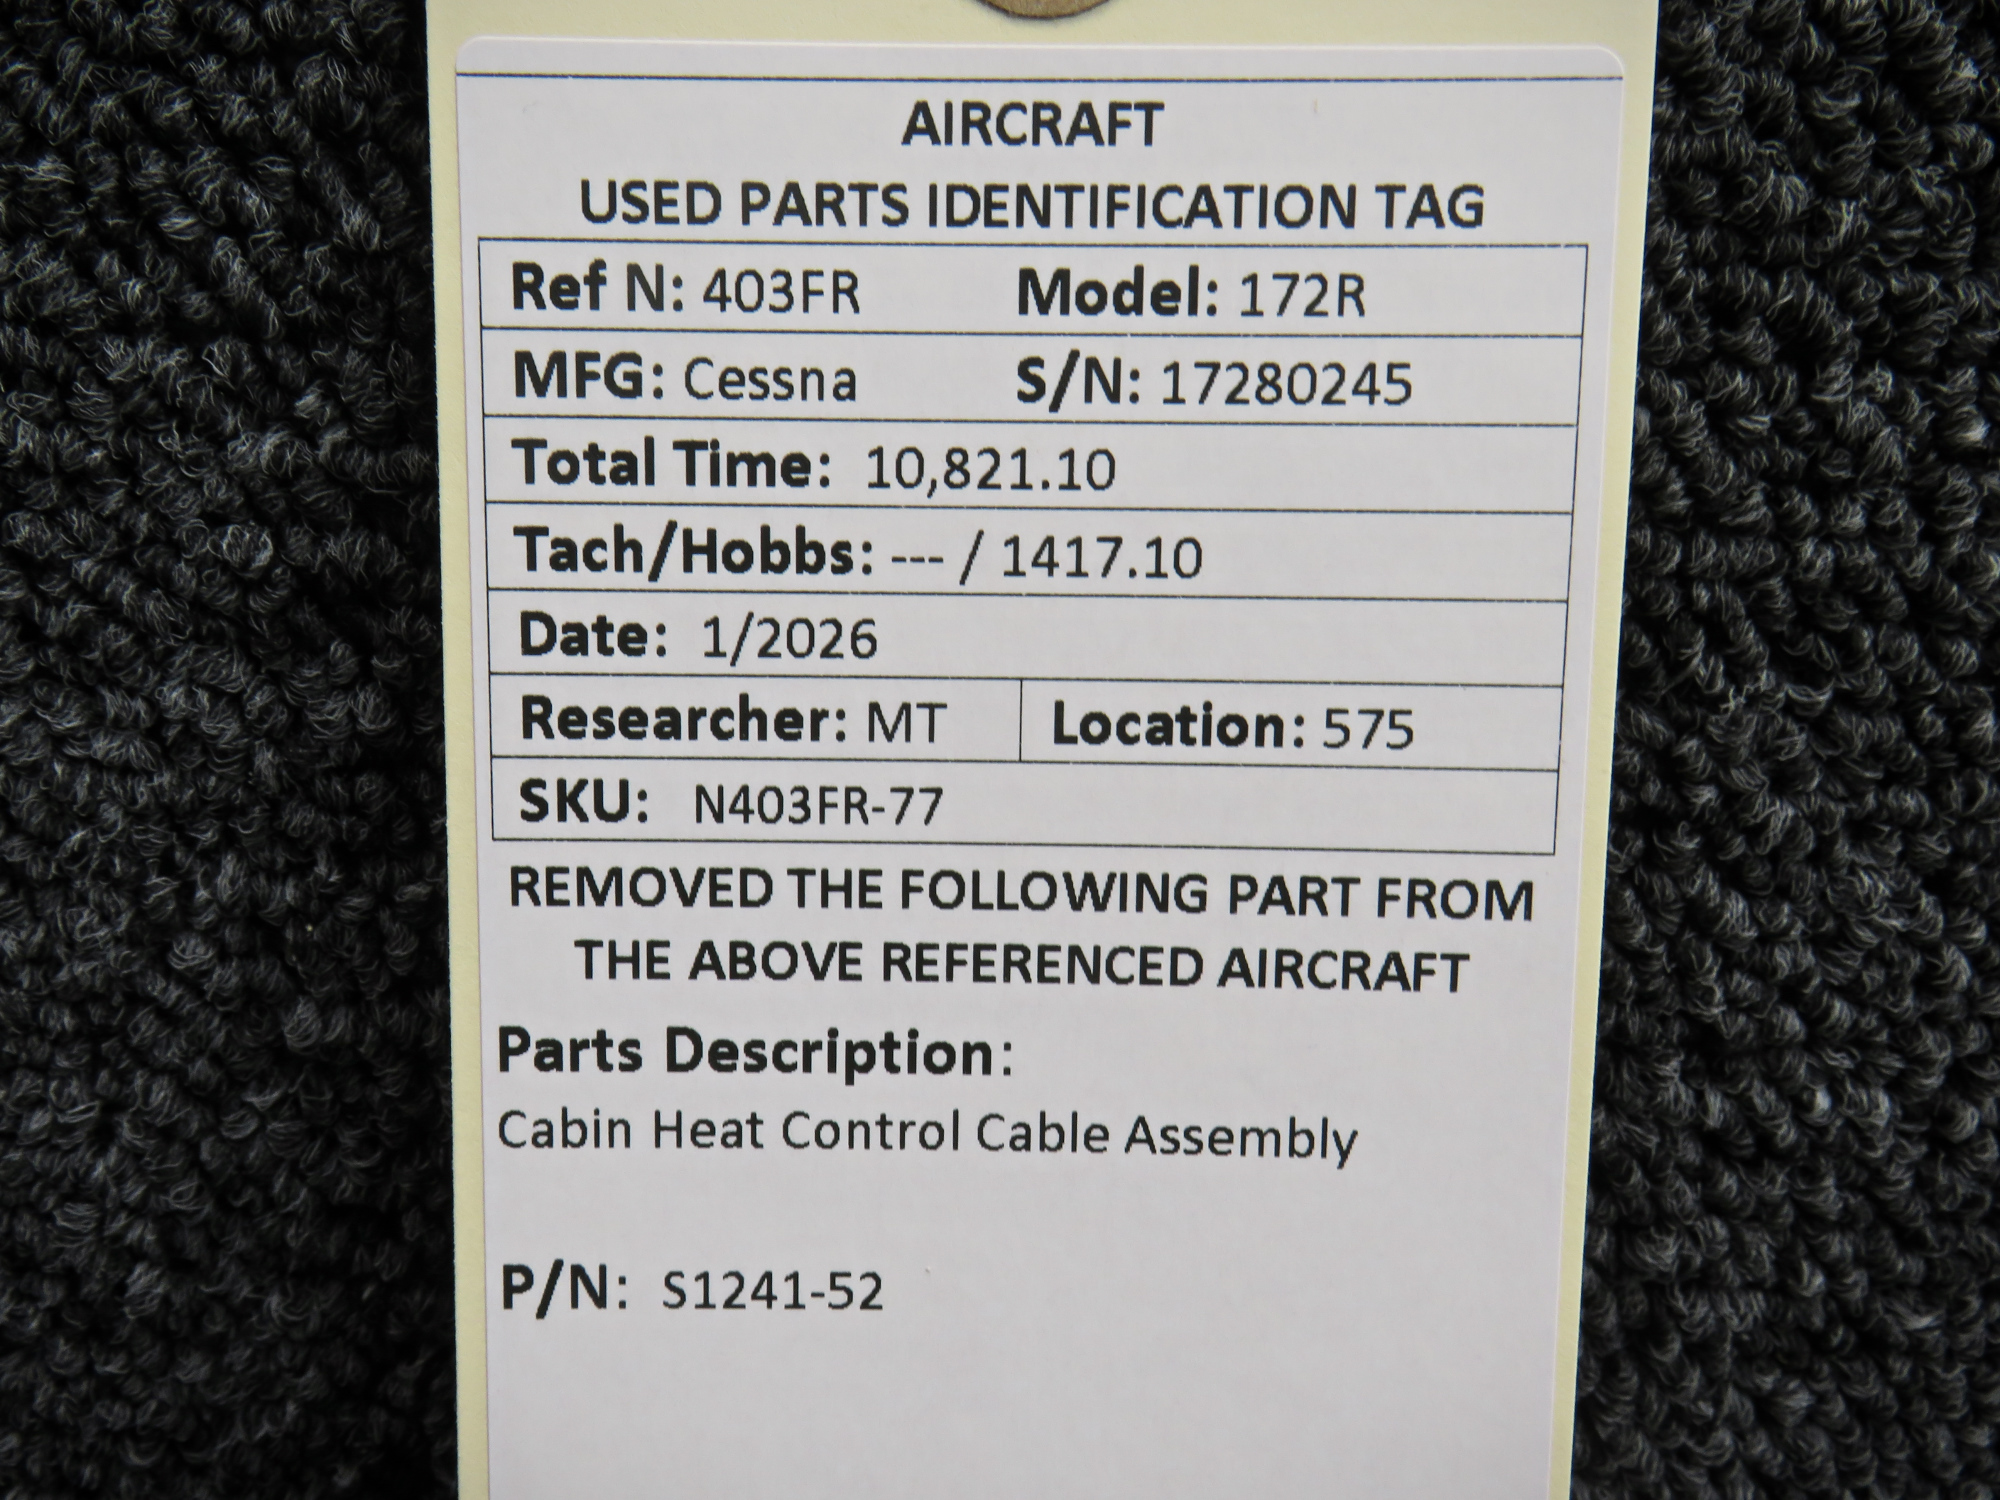 AIRCRAFT
USED PARTS IDENTIFICATION TAG
Ref N: 403FR Model: 172R
MFG: Cessna S/N: 17280245
Total Time: 10,821.10
Tach/Hobbs: --- / 1417.10
Date: 1/2026
Researcher: MT Location: 575
SKU: N403FR-77
REMOVED THE FOLLOWING PART FROM
THE ABOVE REFERENCED AIRCRAFT
Parts Description:
Cabin Heat Control Cable Assembly
P/N: S1241-52